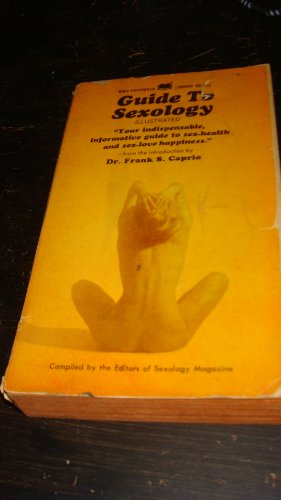 LIBRARY
Guide To
Sexology
ILLUSTRATED
"Your indispensable,
informative guide to sex-health
and sex-love happiness."
—from the introduction by
Dr. Frank S. Caprio
Compiled by the Editors of Sexology Magazine